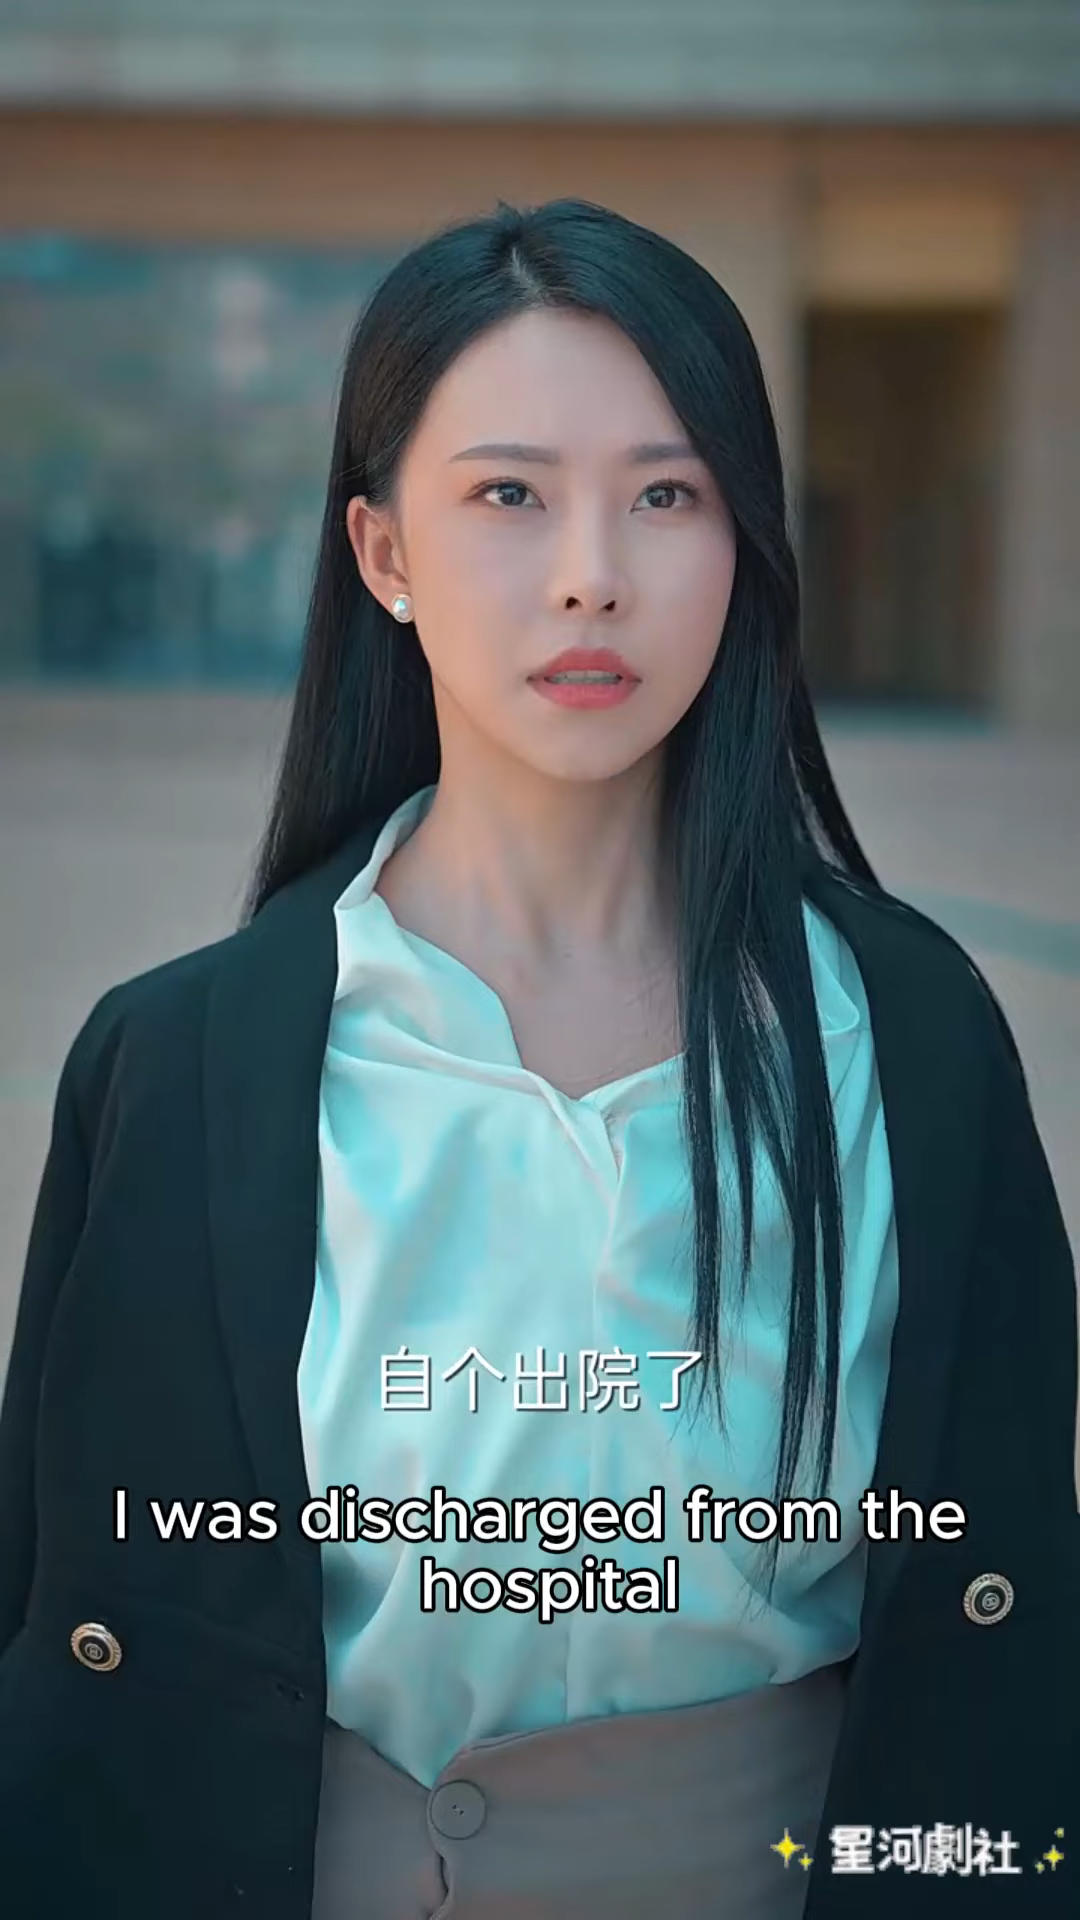 自个出院了
I was discharged from the
hospital
星河劇社